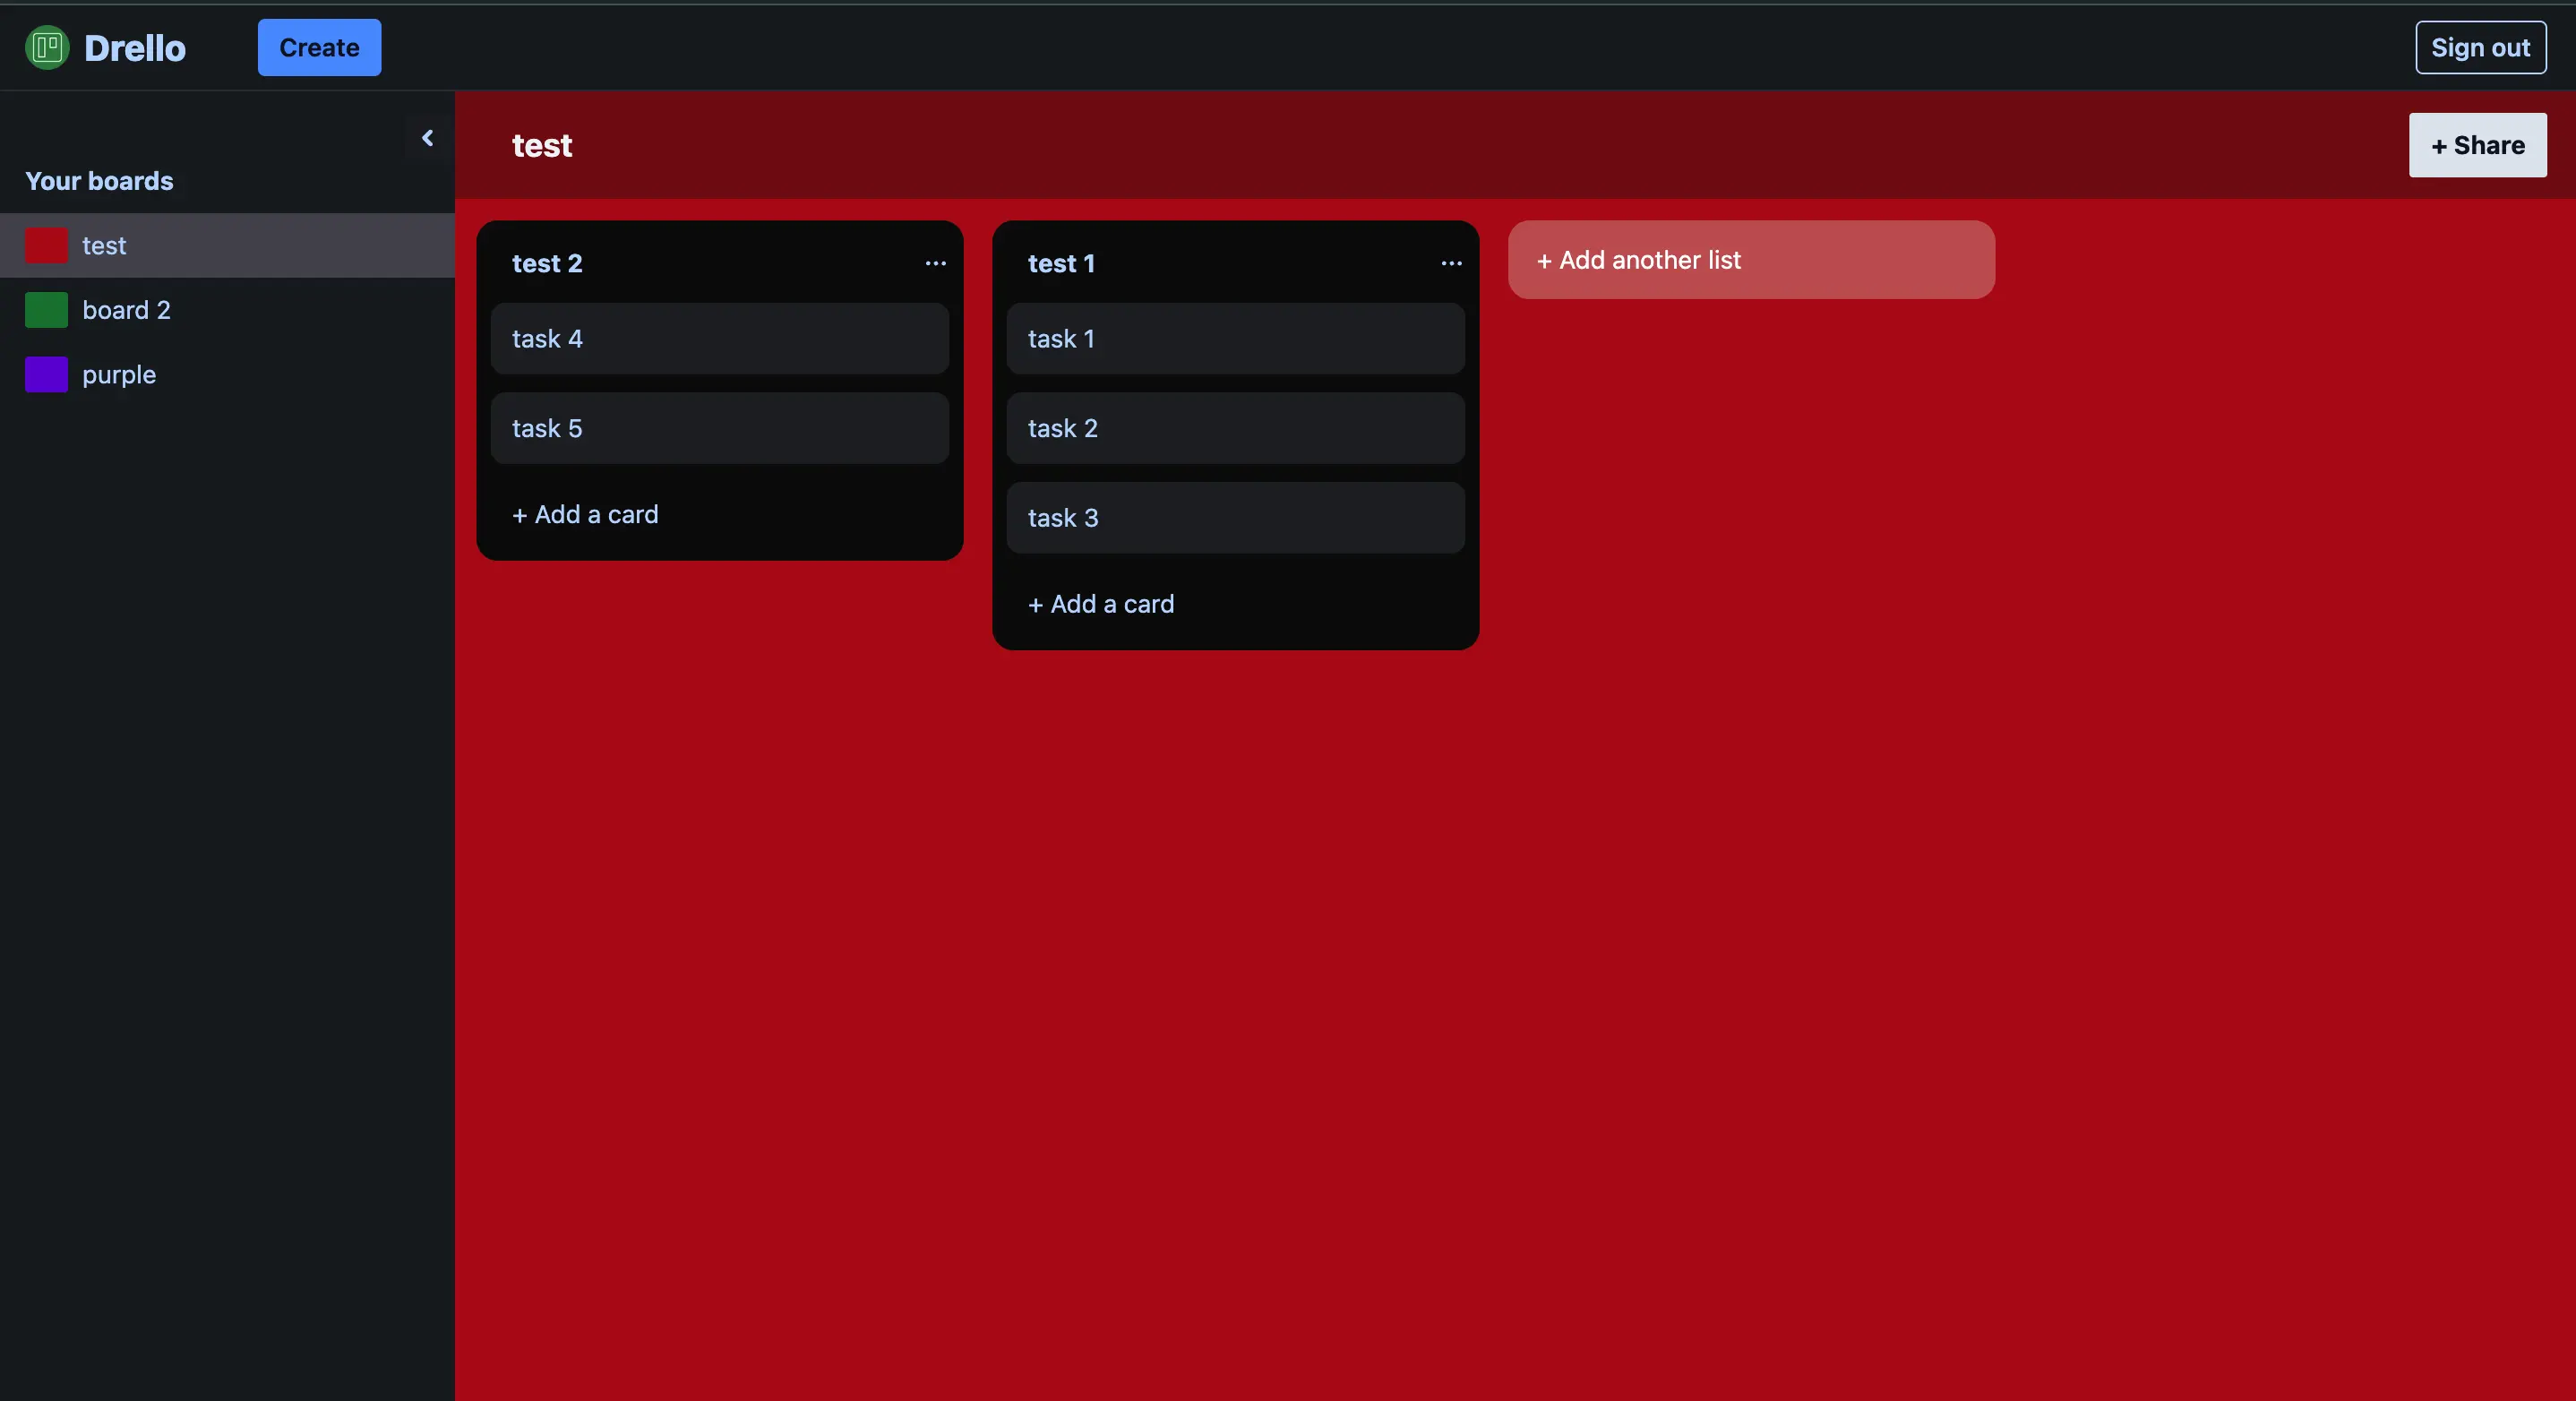 Drello
Create
Sign out
Your boards
test
board 2
purple
test
+ Share
test 2
task 4
task 5
+ Add a card
test 1
task 1
task 2
task 3
+ Add a card
+ Add another list